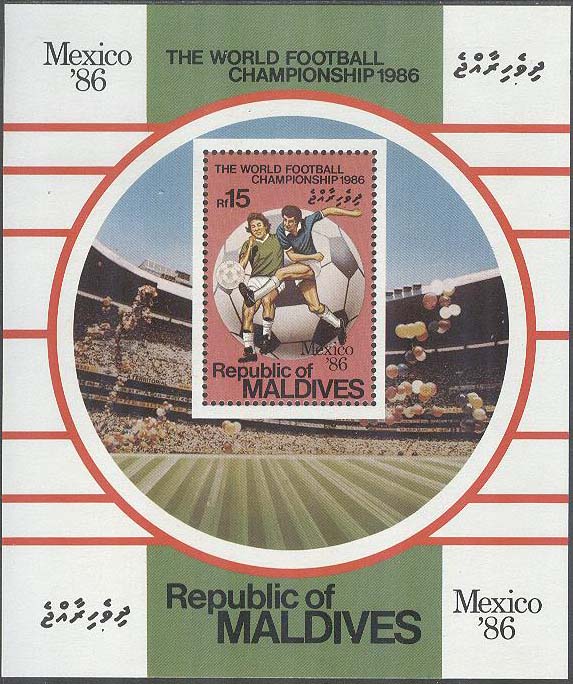 Mexico
'86
THE WORLD FOOTBALL
CHAMPIONSHIP 1986
ދިވެހިރާއްޖެ
THE WORLD FOOTBALL
CHAMPIONSHIP 1986
Rf15
ދިވެހިރާއްޖެ
Mexico
'86
Republic of
MALDIVES
ދިވެހިރާއްޖެ
Republic of
MALDIVES
Mexico
'86